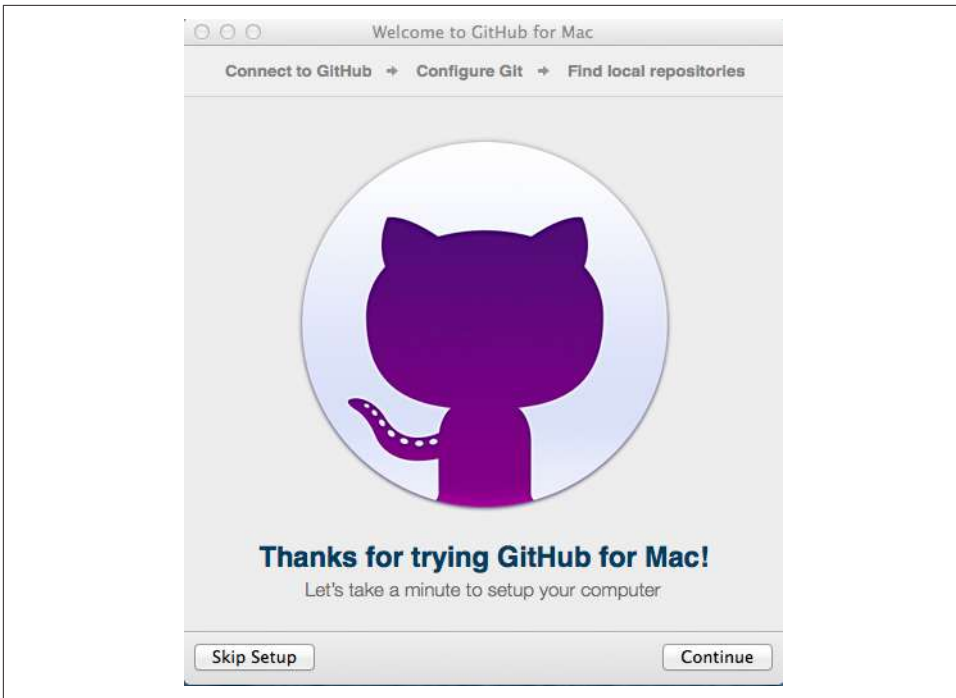 Welcome to GitHub for Mac
Connect to GitHub → Configure Git → Find local repositories
Thanks for trying GitHub for Mac!
Let's take a minute to setup your computer
Skip Setup
Continue